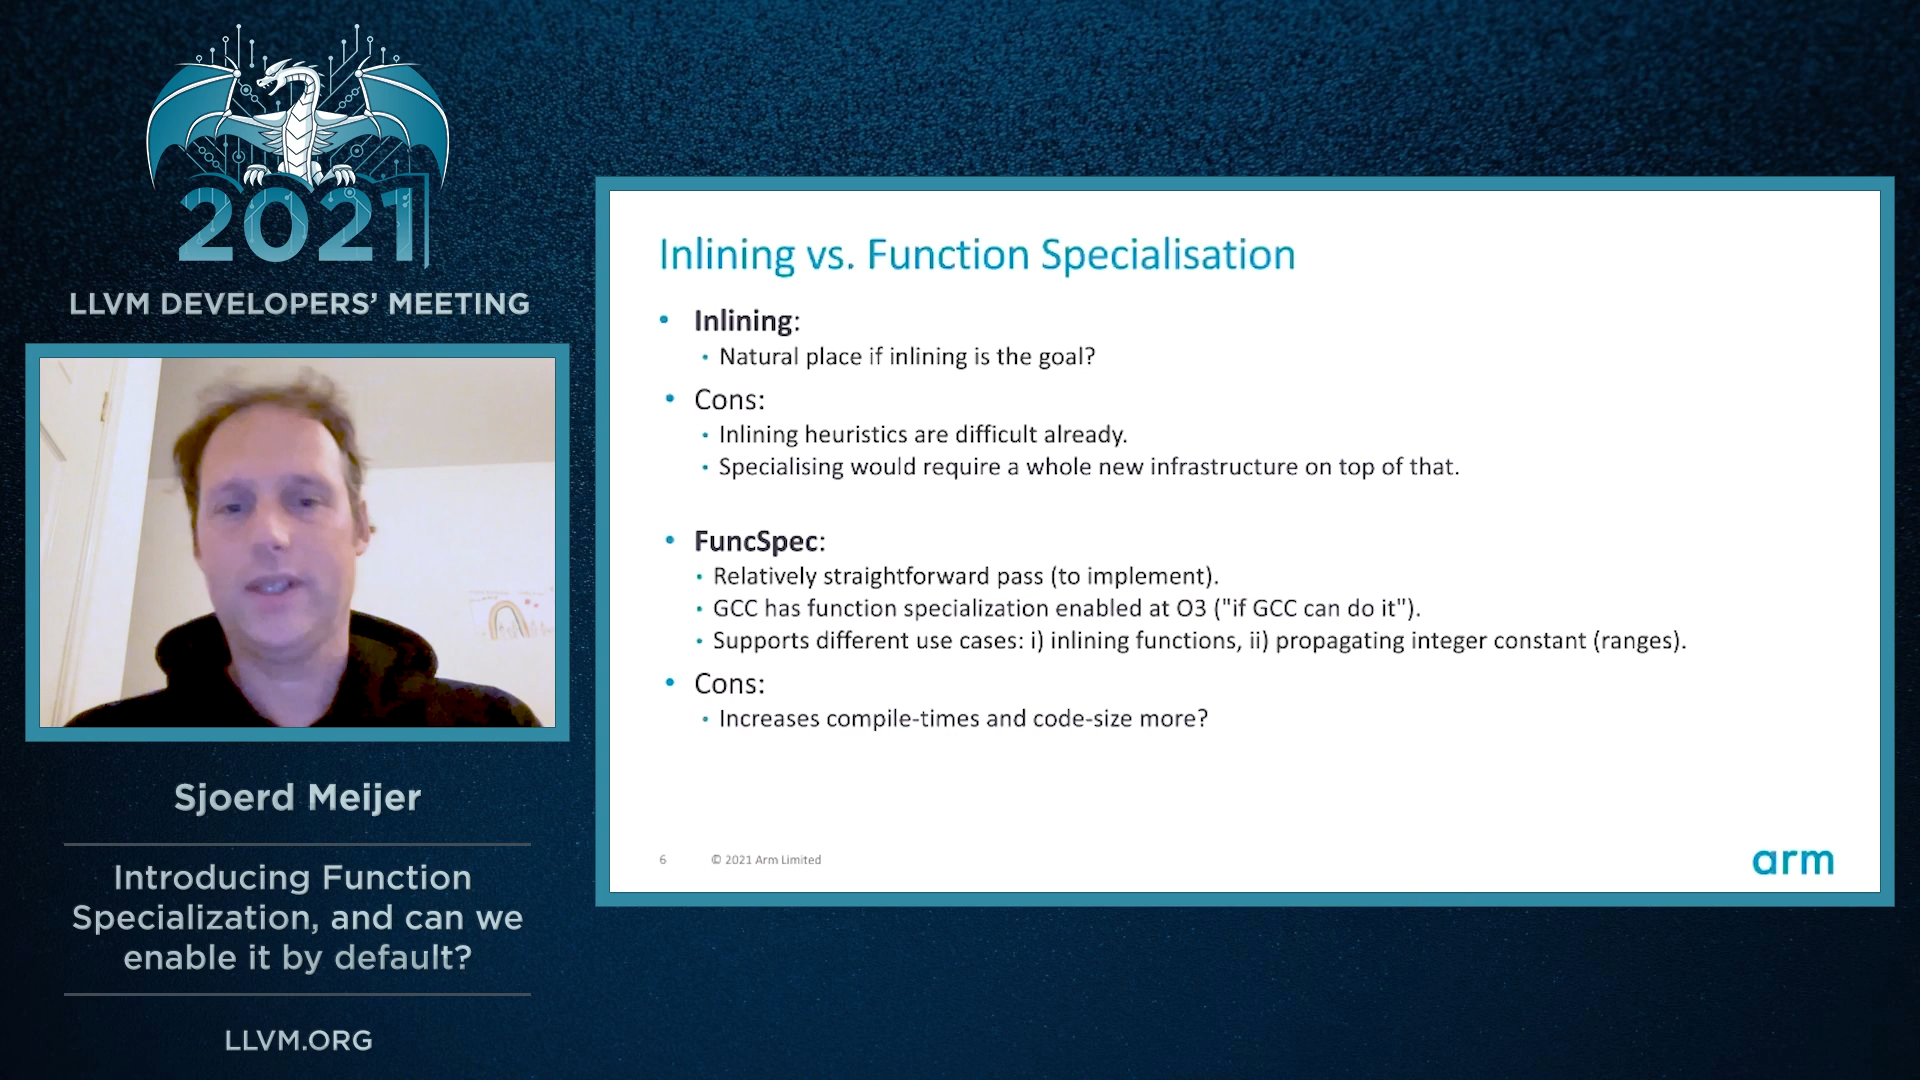 2021
LLVM DEVELOPERS' MEETING
Sjoerd Meijer
Introducing Function
Specialization, and can we
enable it by default?
LLVM.ORG
Inlining vs. Function Specialisation
• Inlining:
• Natural place if inlining is the goal?
• Cons:
• Inlining heuristics are difficult already.
• Specialising would require a whole new infrastructure on top of that.
• FuncSpec:
• Relatively straightforward pass (to implement).
• GCC has function specialization enabled at O3 ("if GCC can do it").
• Supports different use cases: i) inlining functions, ii) propagating integer constant (ranges).
• Cons:
• Increases compile-times and code-size more?
6 © 2021 Arm Limited
arm